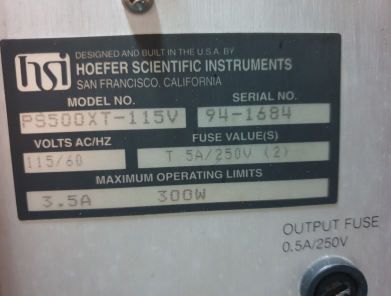 hsi
DESIGNED AND BUILT IN THE U.S.A. BY
HOEFER SCIENTIFIC INSTRUMENTS
SAN FRANCISCO, CALIFORNIA
MODEL NO. SERIAL NO.
PS500XT-115V 94-1684
VOLTS AC/HZ FUSE VALUE(S)
115/60 T 5A/250V (2)
MAXIMUM OPERATING LIMITS
3.5A 300W
OUTPUT FUSE
0.5A/250V